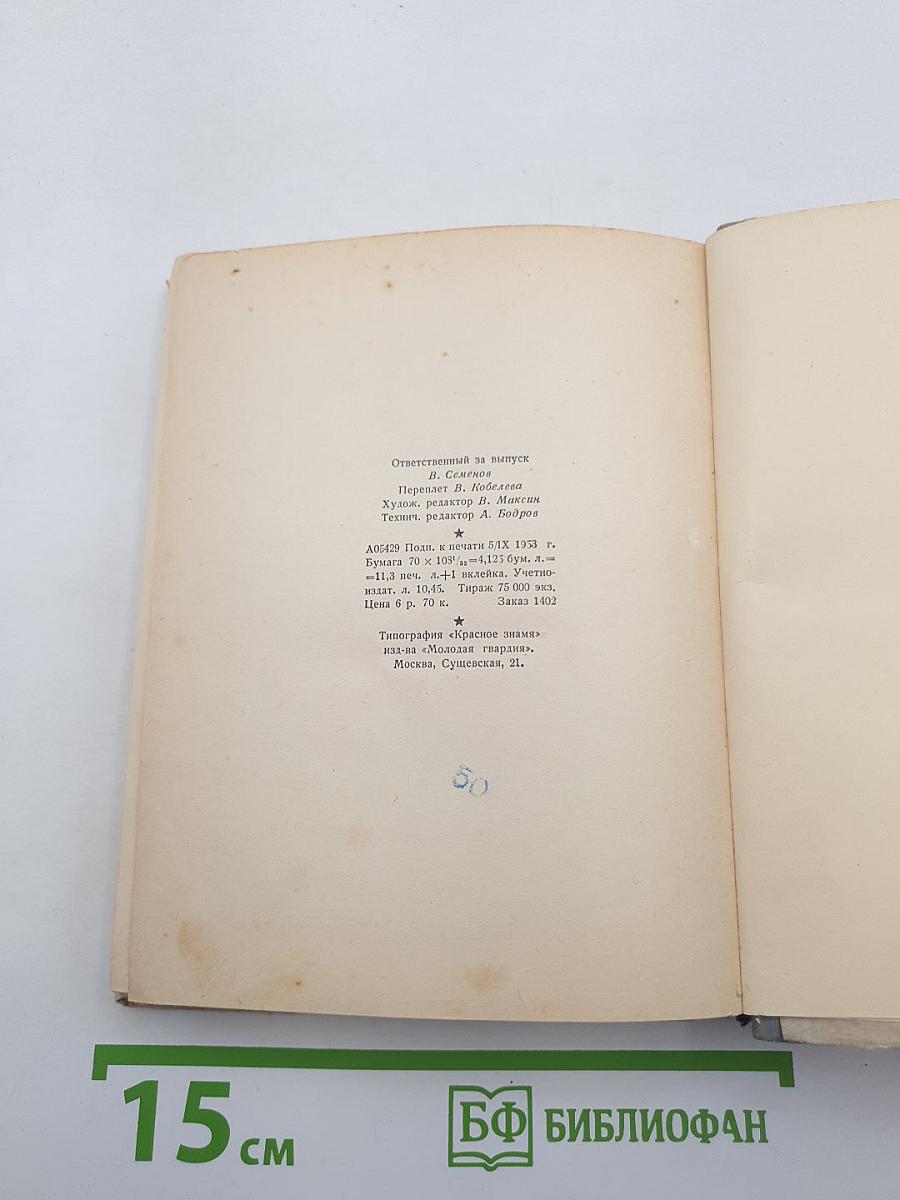 Ответственный за выпуск
В. Семенов
Переплет В. Кобелева
Худож. редактор В. Максин
Технич. редактор А. Бодров
★
А05429 Подп. к печати 5/IX 1953 г.
Бумага 70 × 108¹/₃₂=4,125 бум. л.=
=11,3 печ. л.+1 вклейка. Учетно-
издат. л. 10,45. Тираж 75 000 экз.
Цена 6 р. 70 к. Заказ 1402
★
Типография «Красное знамя»
изд-ва «Молодая гвардия».
Москва, Сущевская, 21.
50
15 см
БФ БИБЛИОФАН